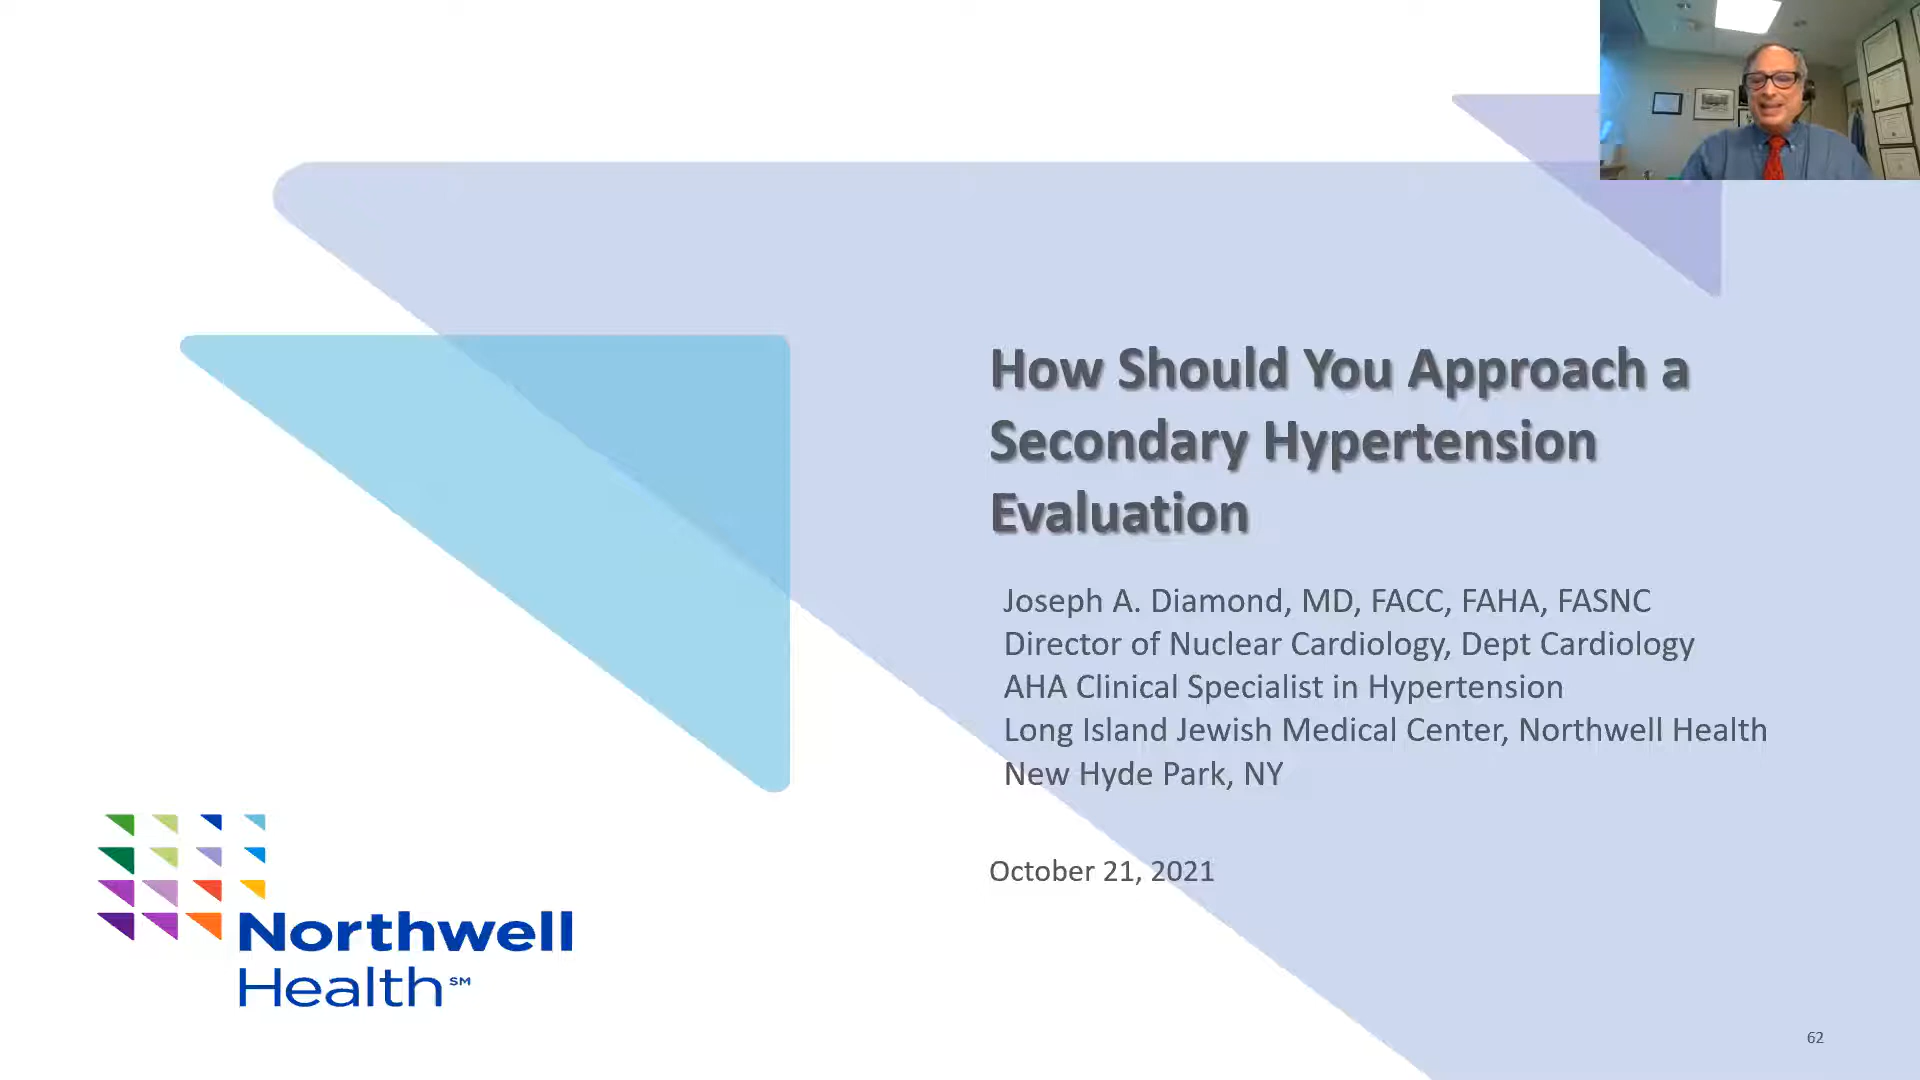 How Should You Approach a
Secondary Hypertension
Evaluation
Joseph A. Diamond, MD, FACC, FAHA, FASNC
Director of Nuclear Cardiology, Dept Cardiology
AHA Clinical Specialist in Hypertension
Long Island Jewish Medical Center, Northwell Health
New Hyde Park, NY
October 21, 2021
Northwell
Health℠
62